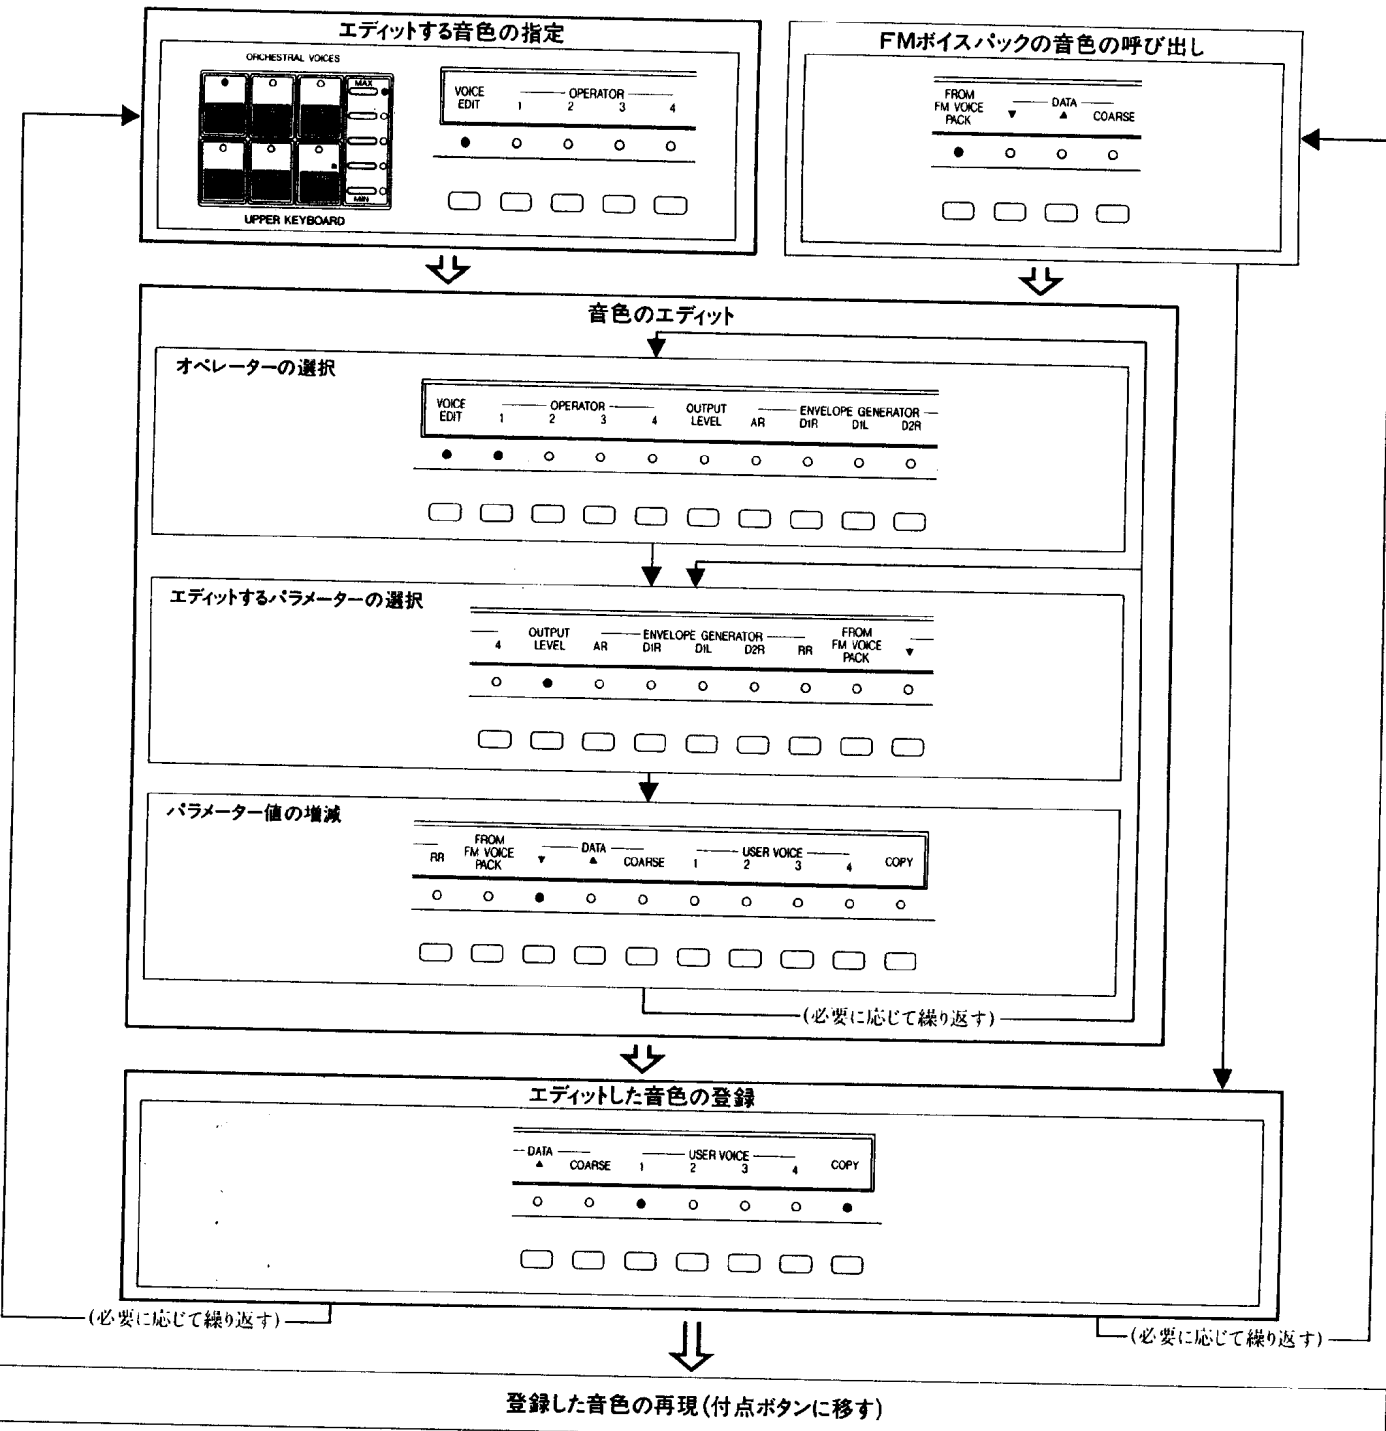 エディットする音色の指定
ORCHESTRAL VOICES
MAX
MIN
UPPER KEYBOARD
VOICE EDIT 1 2 3 4 OPERATOR
FMボイスパックの音色の呼び出し
FROM FM VOICE PACK ▼ DATA ▲ COARSE
音色のエディット
オペレーターの選択
VOICE EDIT 1 OPERATOR 2 3 4 OUTPUT LEVEL AR ENVELOPE GENERATOR D1R D1L D2R
エディットするパラメーターの選択
4 OUTPUT LEVEL AR ENVELOPE GENERATOR D1R D1L D2R RR FROM FM VOICE PACK ▼
パラメーター値の増減
RR FROM FM VOICE PACK ▼ DATA ▲ COARSE 1 USER VOICE 2 3 4 COPY
(必要に応じて繰り返す)
エディットした音色の登録
DATA ▲ COARSE 1 USER VOICE 2 3 4 COPY
(必要に応じて繰り返す)
(必要に応じて繰り返す)
登録した音色の再現(付点ボタンに移す)